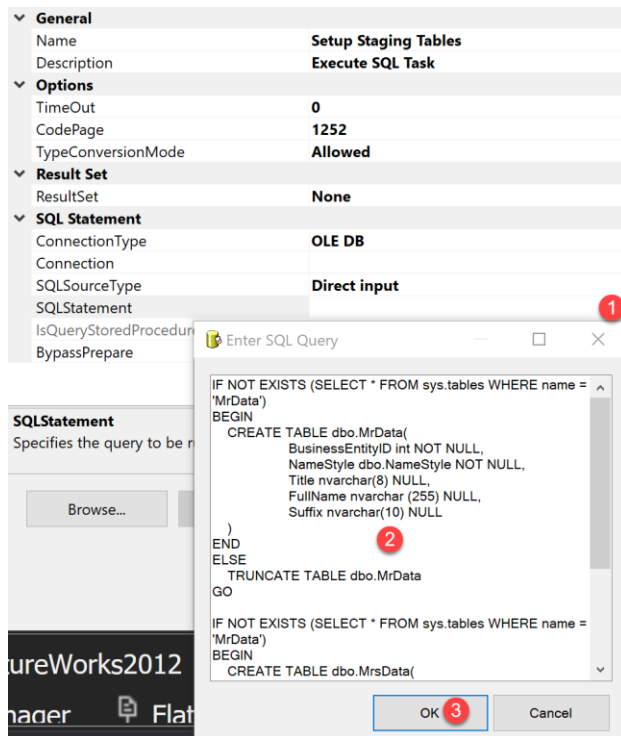 General
Name Setup Staging Tables
Description Execute SQL Task
Options
TimeOut 0
CodePage 1252
TypeConversionMode Allowed
Result Set
ResultSet None
SQL Statement
ConnectionType OLE DB
Connection
SQLSourceType Direct input
SQLStatement
1
IsQueryStoredProcedur
BypassPrepare
Enter SQL Query
IF NOT EXISTS (SELECT * FROM sys.tables WHERE name =
'MrData')
BEGIN
CREATE TABLE dbo.MrData(
BusinessEntityID int NOT NULL,
NameStyle dbo.NameStyle NOT NULL,
Title nvarchar(8) NULL,
FullName nvarchar (255) NULL,
Suffix nvarchar(10) NULL
)
2
END
ELSE
TRUNCATE TABLE dbo.MrData
GO
IF NOT EXISTS (SELECT * FROM sys.tables WHERE name =
'MrData')
BEGIN
CREATE TABLE dbo.MrsData(
OK 3 Cancel
SQLStatement
Specifies the query to be r
Browse...
tureWorks2012
nager Flat